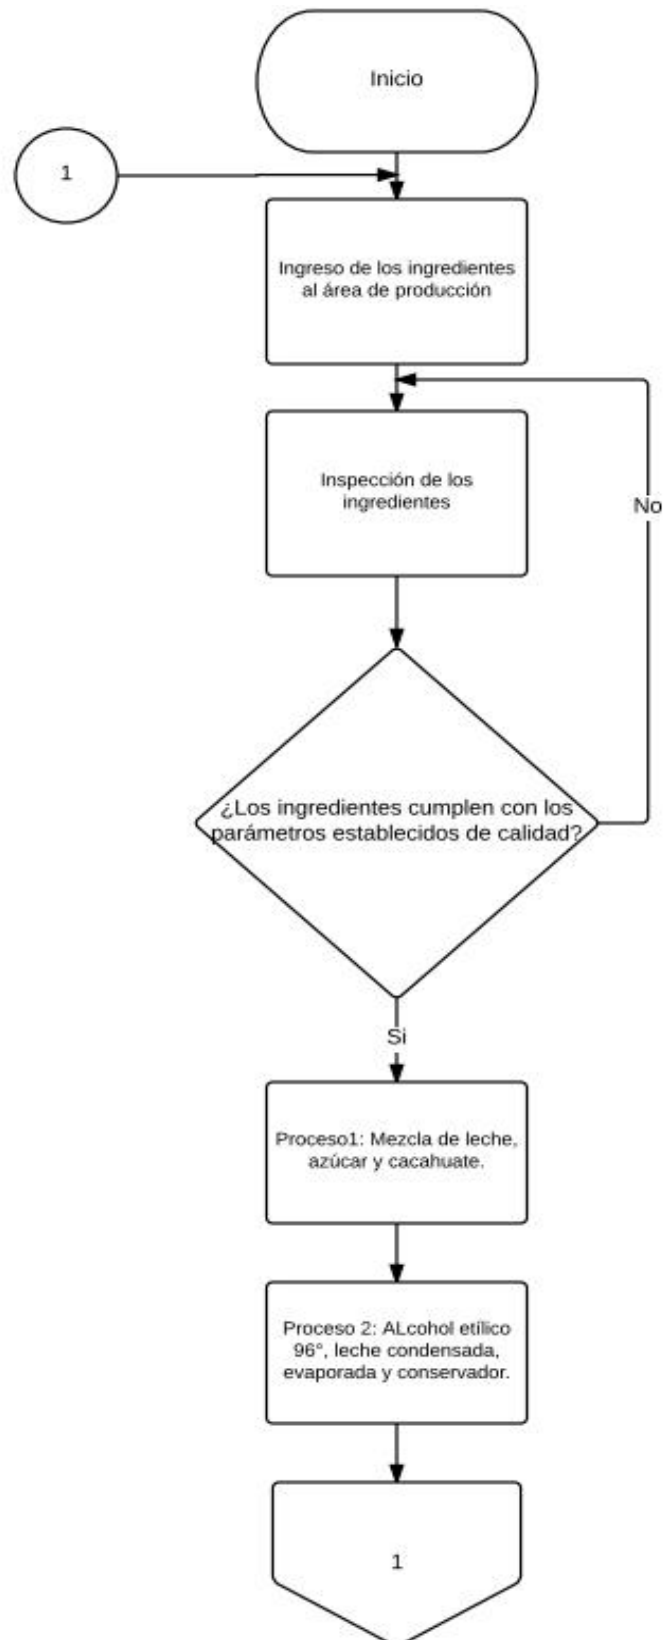 Inicio
1
Ingreso de los ingredientes
al área de producción
Inspección de los
ingredientes
No
¿Los ingredientes cumplen con los
parámetros establecidos de calidad?
Si
Proceso1: Mezcla de leche,
azúcar y cacahuate.
Proceso 2: ALcohol etílico
96°, leche condensada,
evaporada y conservador.
1